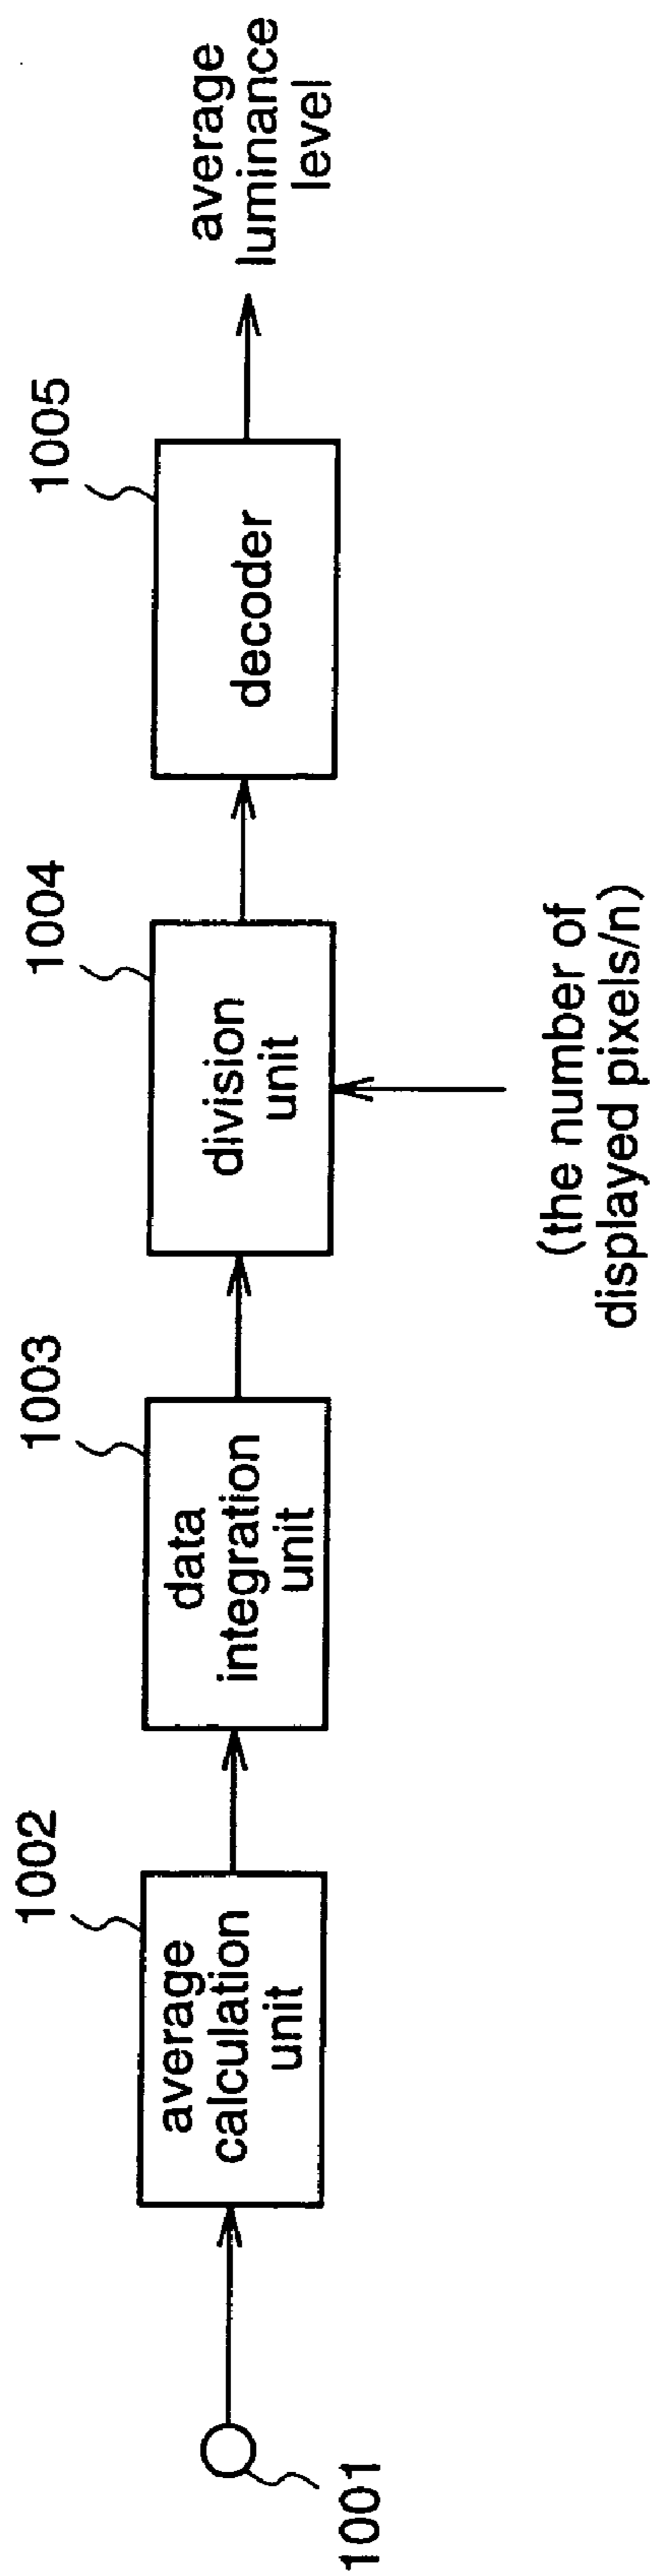 1001
1002
average
calculation
unit
1003
data
integration
unit
1004
division
unit
(the number of
displayed pixels/n)
1005
decoder
average
luminance
level